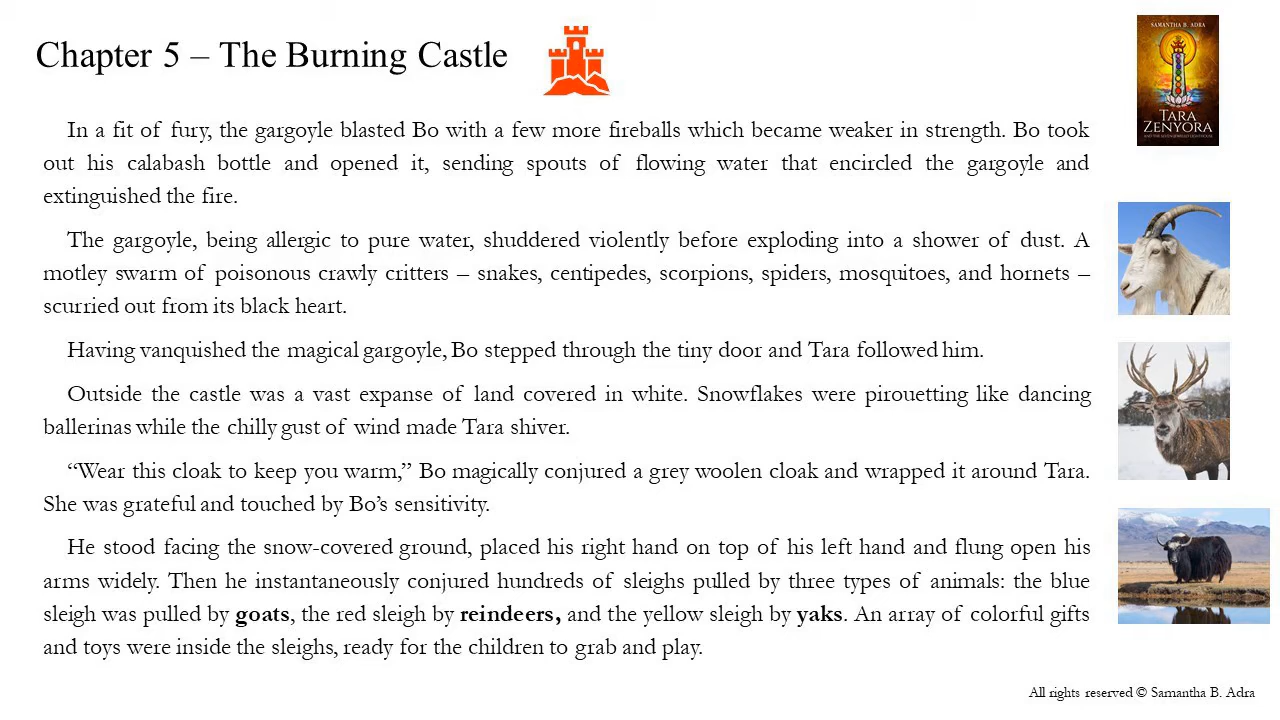 Chapter 5 – The Burning Castle
SAMANTHA B. ADRA
TARA
ZENYORA
In a fit of fury, the gargoyle blasted Bo with a few more fireballs which became weaker in strength. Bo took
out his calabash bottle and opened it, sending spouts of flowing water that encircled the gargoyle and
extinguished the fire.
The gargoyle, being allergic to pure water, shuddered violently before exploding into a shower of dust. A
motley swarm of poisonous crawly critters – snakes, centipedes, scorpions, spiders, mosquitoes, and hornets –
scurried out from its black heart.
Having vanquished the magical gargoyle, Bo stepped through the tiny door and Tara followed him.
Outside the castle was a vast expanse of land covered in white. Snowflakes were pirouetting like dancing
ballerinas while the chilly gust of wind made Tara shiver.
“Wear this cloak to keep you warm,” Bo magically conjured a grey woolen cloak and wrapped it around Tara.
She was grateful and touched by Bo’s sensitivity.
He stood facing the snow-covered ground, placed his right hand on top of his left hand and flung open his
arms widely. Then he instantaneously conjured hundreds of sleighs pulled by three types of animals: the blue
sleigh was pulled by goats, the red sleigh by reindeers, and the yellow sleigh by yaks. An array of colorful gifts
and toys were inside the sleighs, ready for the children to grab and play.
All rights reserved © Samantha B. Adra